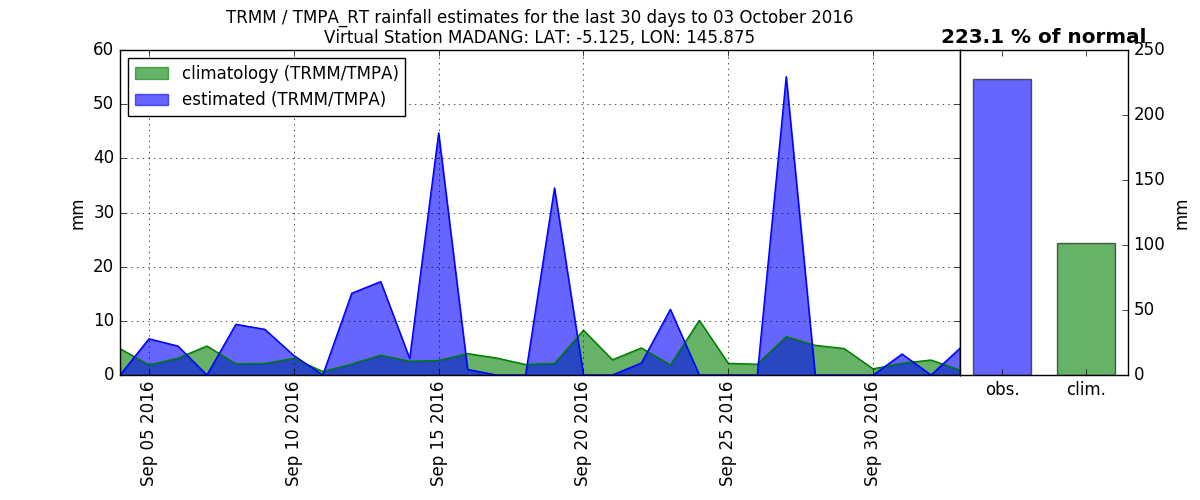 TRMM / TMPA_RT rainfall estimates for the last 30 days to 03 October 2016
Virtual Station MADANG: LAT: -5.125, LON: 145.875
223.1 % of normal
climatology (TRMM/TMPA)
estimated (TRMM/TMPA)
60
50
40
30
20
10
0
mm
Sep 05 2016
Sep 10 2016
Sep 15 2016
Sep 20 2016
Sep 25 2016
Sep 30 2016
250
200
150
100
50
0
mm
obs.
clim.